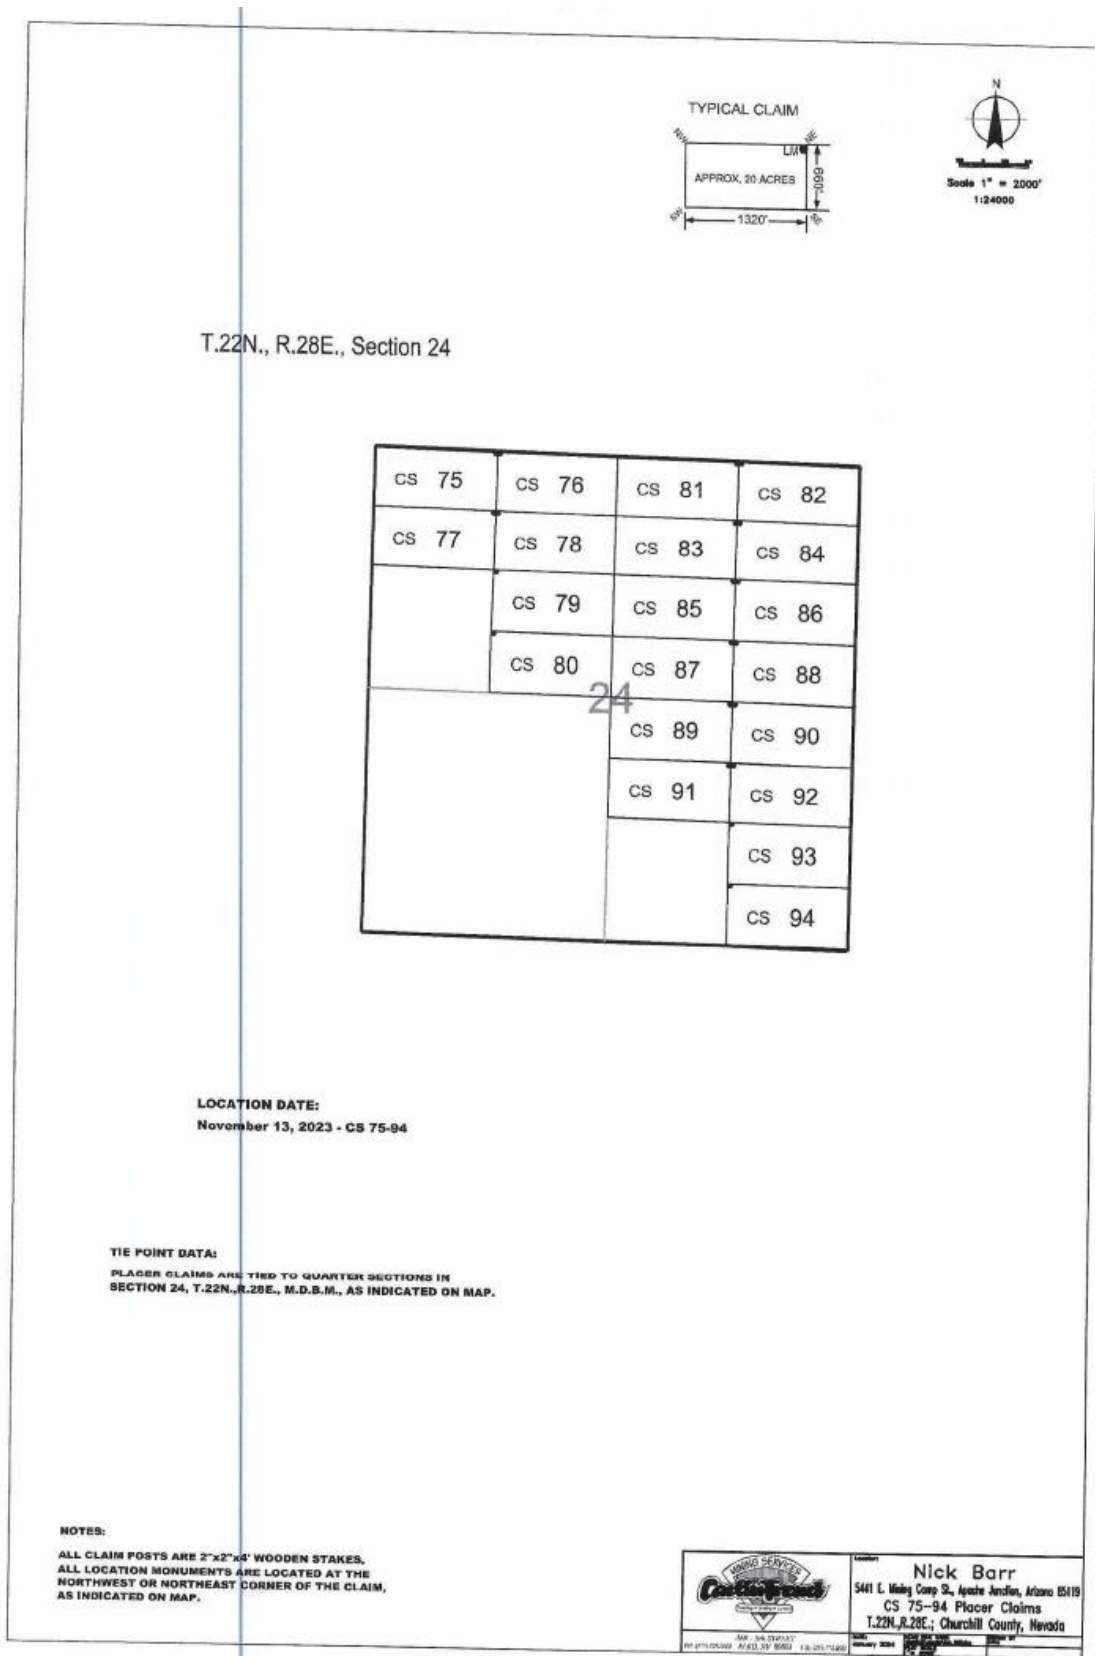 N
TYPICAL CLAIM
NW
NE
LM
APPROX. 20 ACRES
660'
SW
1320'
SE
Scale 1" = 2000'
1:24000
T.22N., R.28E., Section 24
CS 75
CS 76
CS 81
CS 82
CS 77
CS 78
CS 83
CS 84
CS 79
CS 85
CS 86
CS 80
CS 87
CS 88
24
CS 89
CS 90
CS 91
CS 92
CS 93
CS 94
LOCATION DATE:
November 13, 2023 - CS 75-94
TIE POINT DATA:
PLACER CLAIMS ARE TIED TO QUARTER SECTIONS IN
SECTION 24, T.22N.,R.28E., M.D.B.M., AS INDICATED ON MAP.
NOTES:
ALL CLAIM POSTS ARE 2"x2"x4' WOODEN STAKES.
ALL LOCATION MONUMENTS ARE LOCATED AT THE
NORTHWEST OR NORTHEAST CORNER OF THE CLAIM,
AS INDICATED ON MAP.
MINING SERVICES
CarlinTrend
Locator:
Nick Barr
5441 E. Mining Camp St., Apache Junction, Arizona 85119
CS 75-94 Placer Claims
T.22N.,R.28E.; Churchill County, Nevada
January 2024